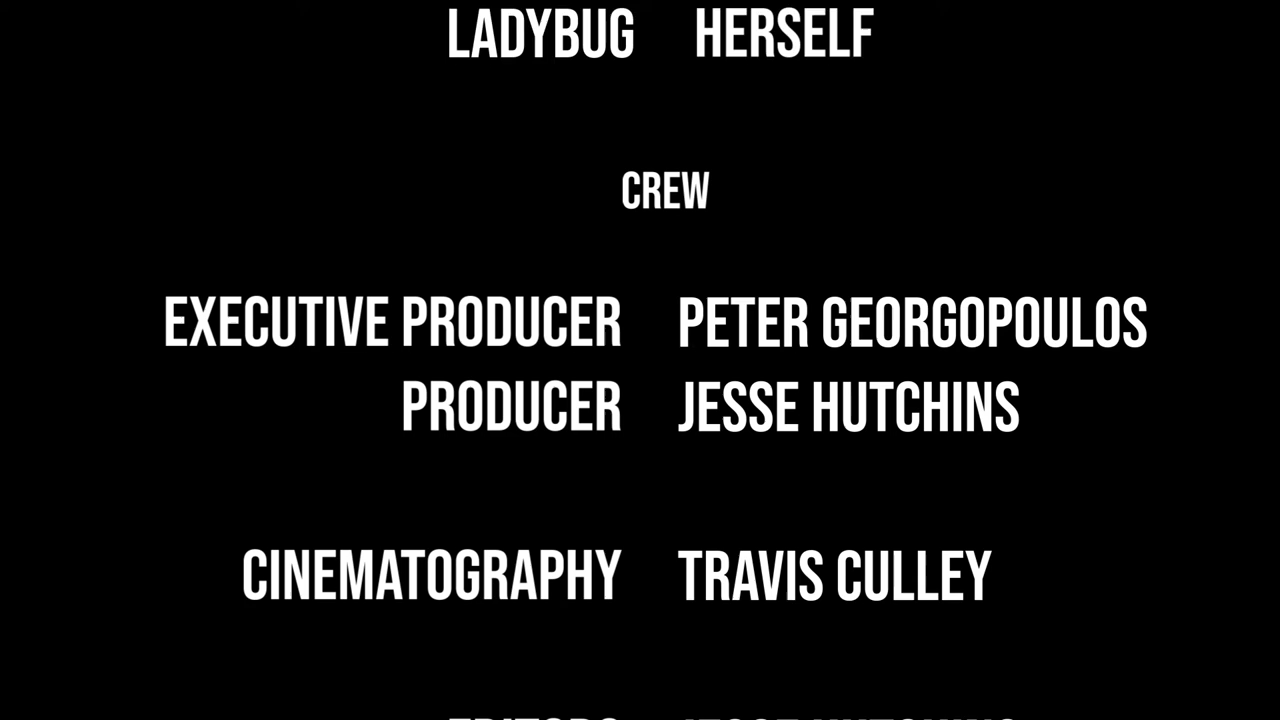 LADYBUG HERSELF
CREW
EXECUTIVE PRODUCER PETER GEORGOPOULOS
PRODUCER JESSE HUTCHINS
CINEMATOGRAPHY TRAVIS CULLEY